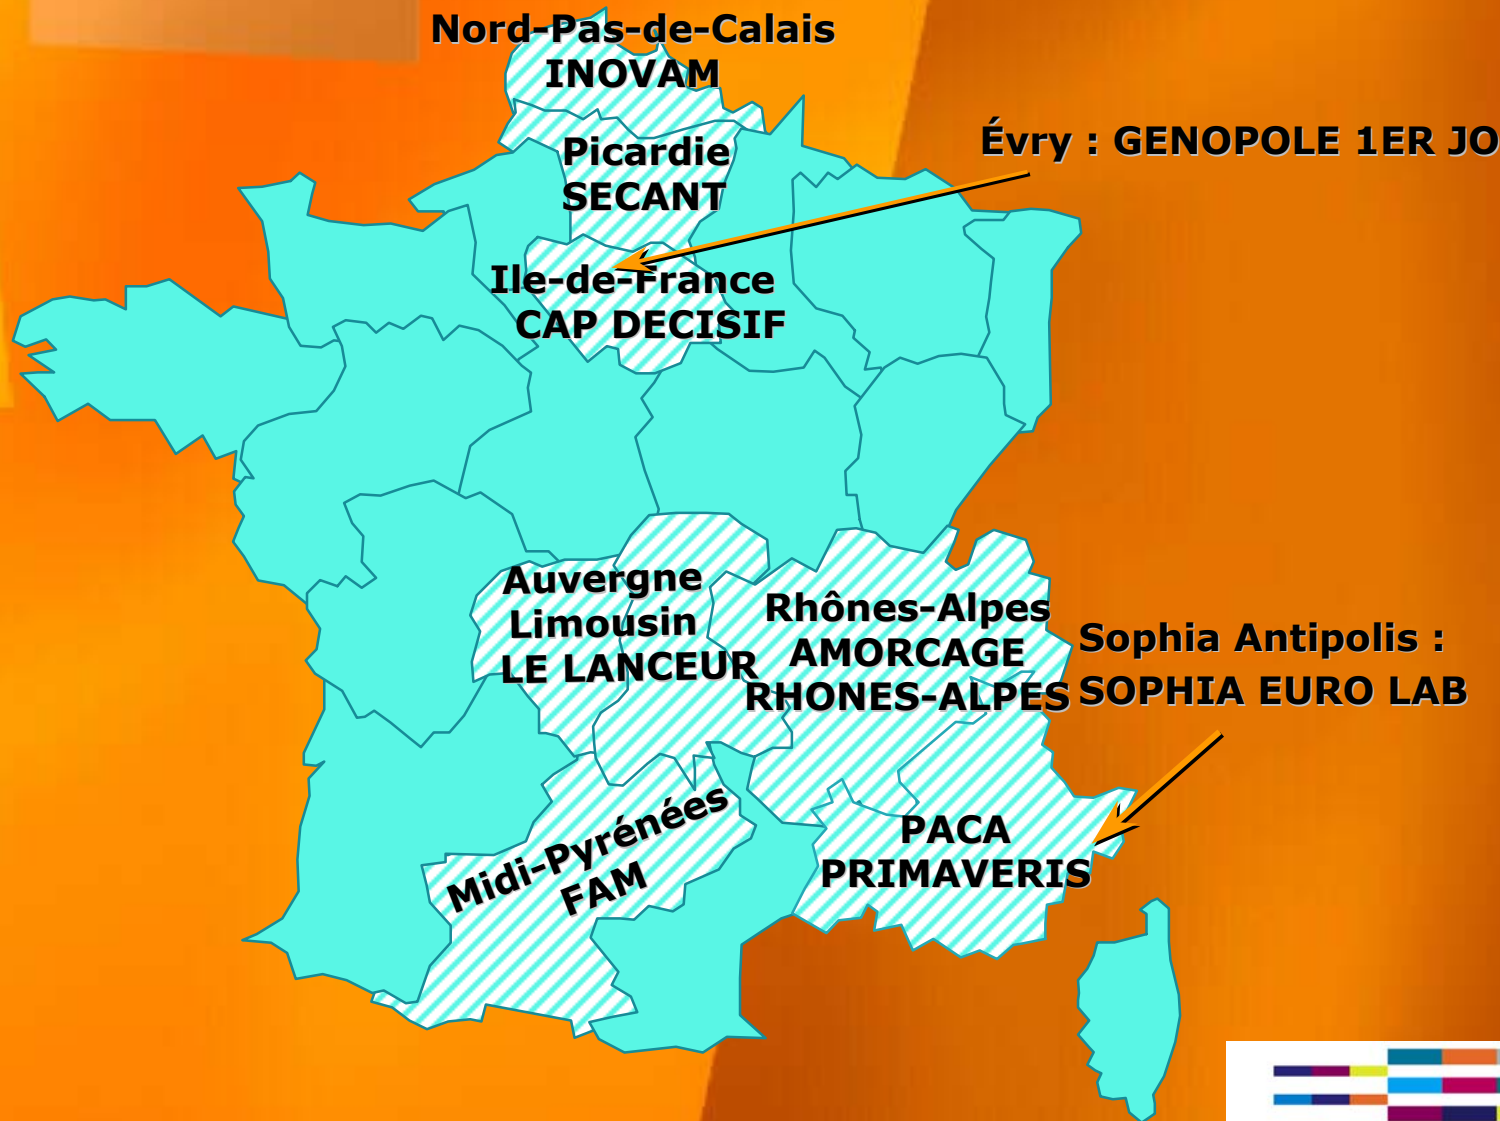 Nord-Pas-de-Calais
INOVAM
Évry : GENOPOLE 1ER JO
Picardie
SECANT
Ile-de-France
CAP DECISIF
Auvergne
Limousin
LE LANCEUR
Rhônes-Alpes
AMORCAGE
RHONES-ALPES
Sophia Antipolis :
SOPHIA EURO LAB
Midi-Pyrénées
FAM
PACA
PRIMAVERIS